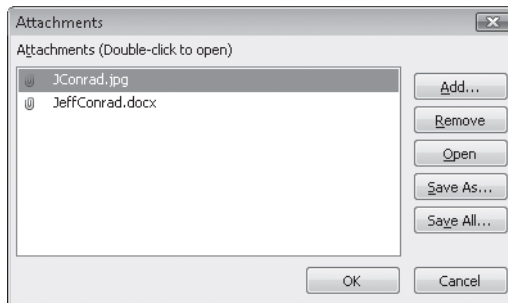 Attachments
Attachments (Double-click to open)
JConrad.jpg
JeffConrad.docx
Add...
Remove
Open
Save As...
Save All...
OK
Cancel